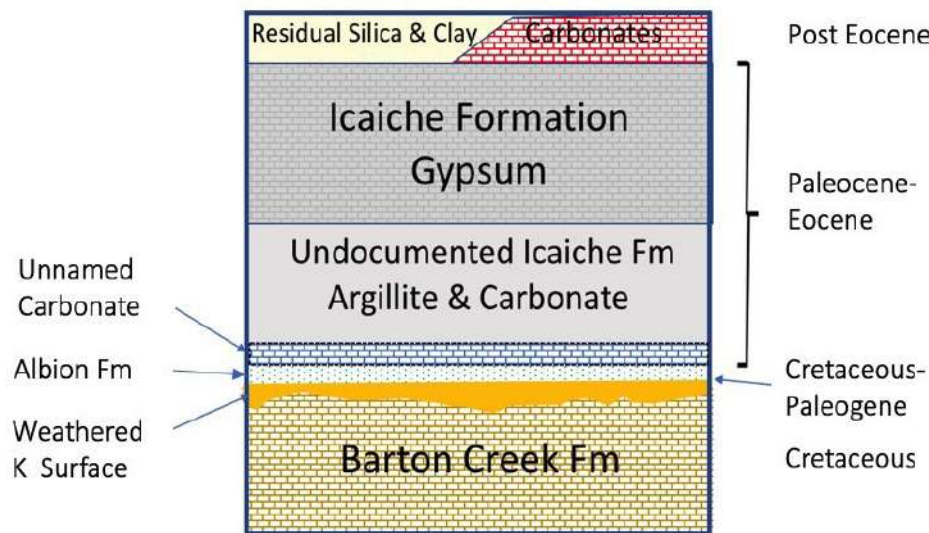 Residual Silica & Clay
Carbonates
Post Eocene
Icaiche Formation
Gypsum
Paleocene-
Eocene
Undocumented Icaiche Fm
Argillite & Carbonate
Unnamed
Carbonate
Albion Fm
Cretaceous-
Paleogene
Weathered
K Surface
Barton Creek Fm
Cretaceous